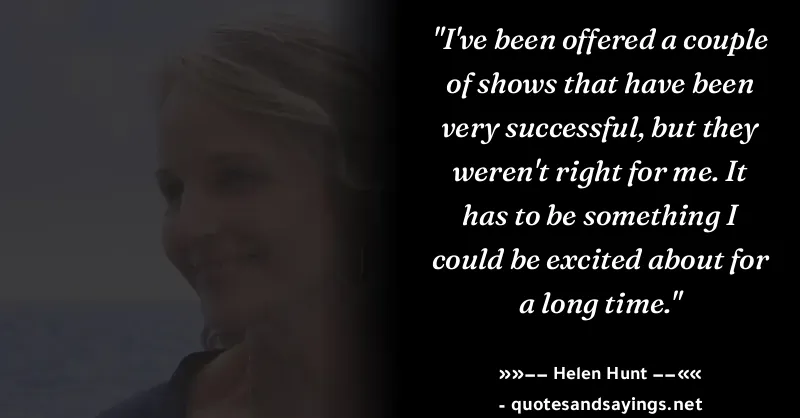 "I've been offered a couple
of shows that have been
very successful, but they
weren't right for me. It
has to be something I
could be excited about for
a long time."
»»−− Helen Hunt −−««
- quotesandsayings.net